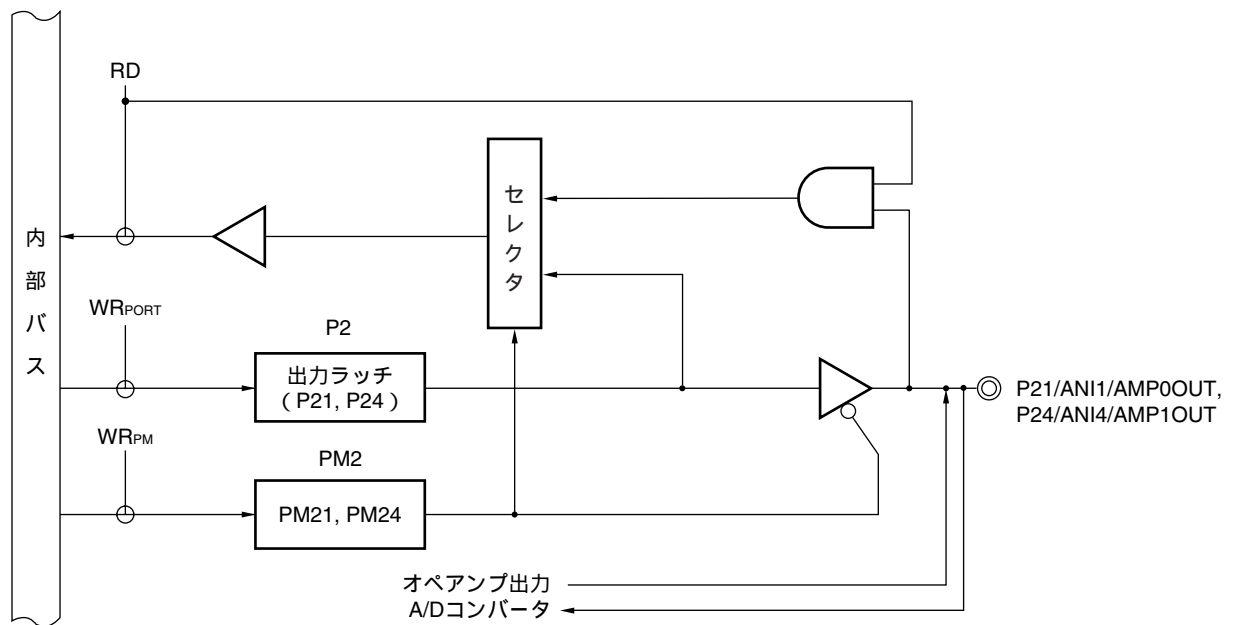 RD
セレクタ
内部バス
WRPORT
P2
出力ラッチ
（P21, P24）
P21/ANI1/AMP0OUT,
P24/ANI4/AMP1OUT
WRPM
PM2
PM21, PM24
オペアンプ出力
A/Dコンバータ